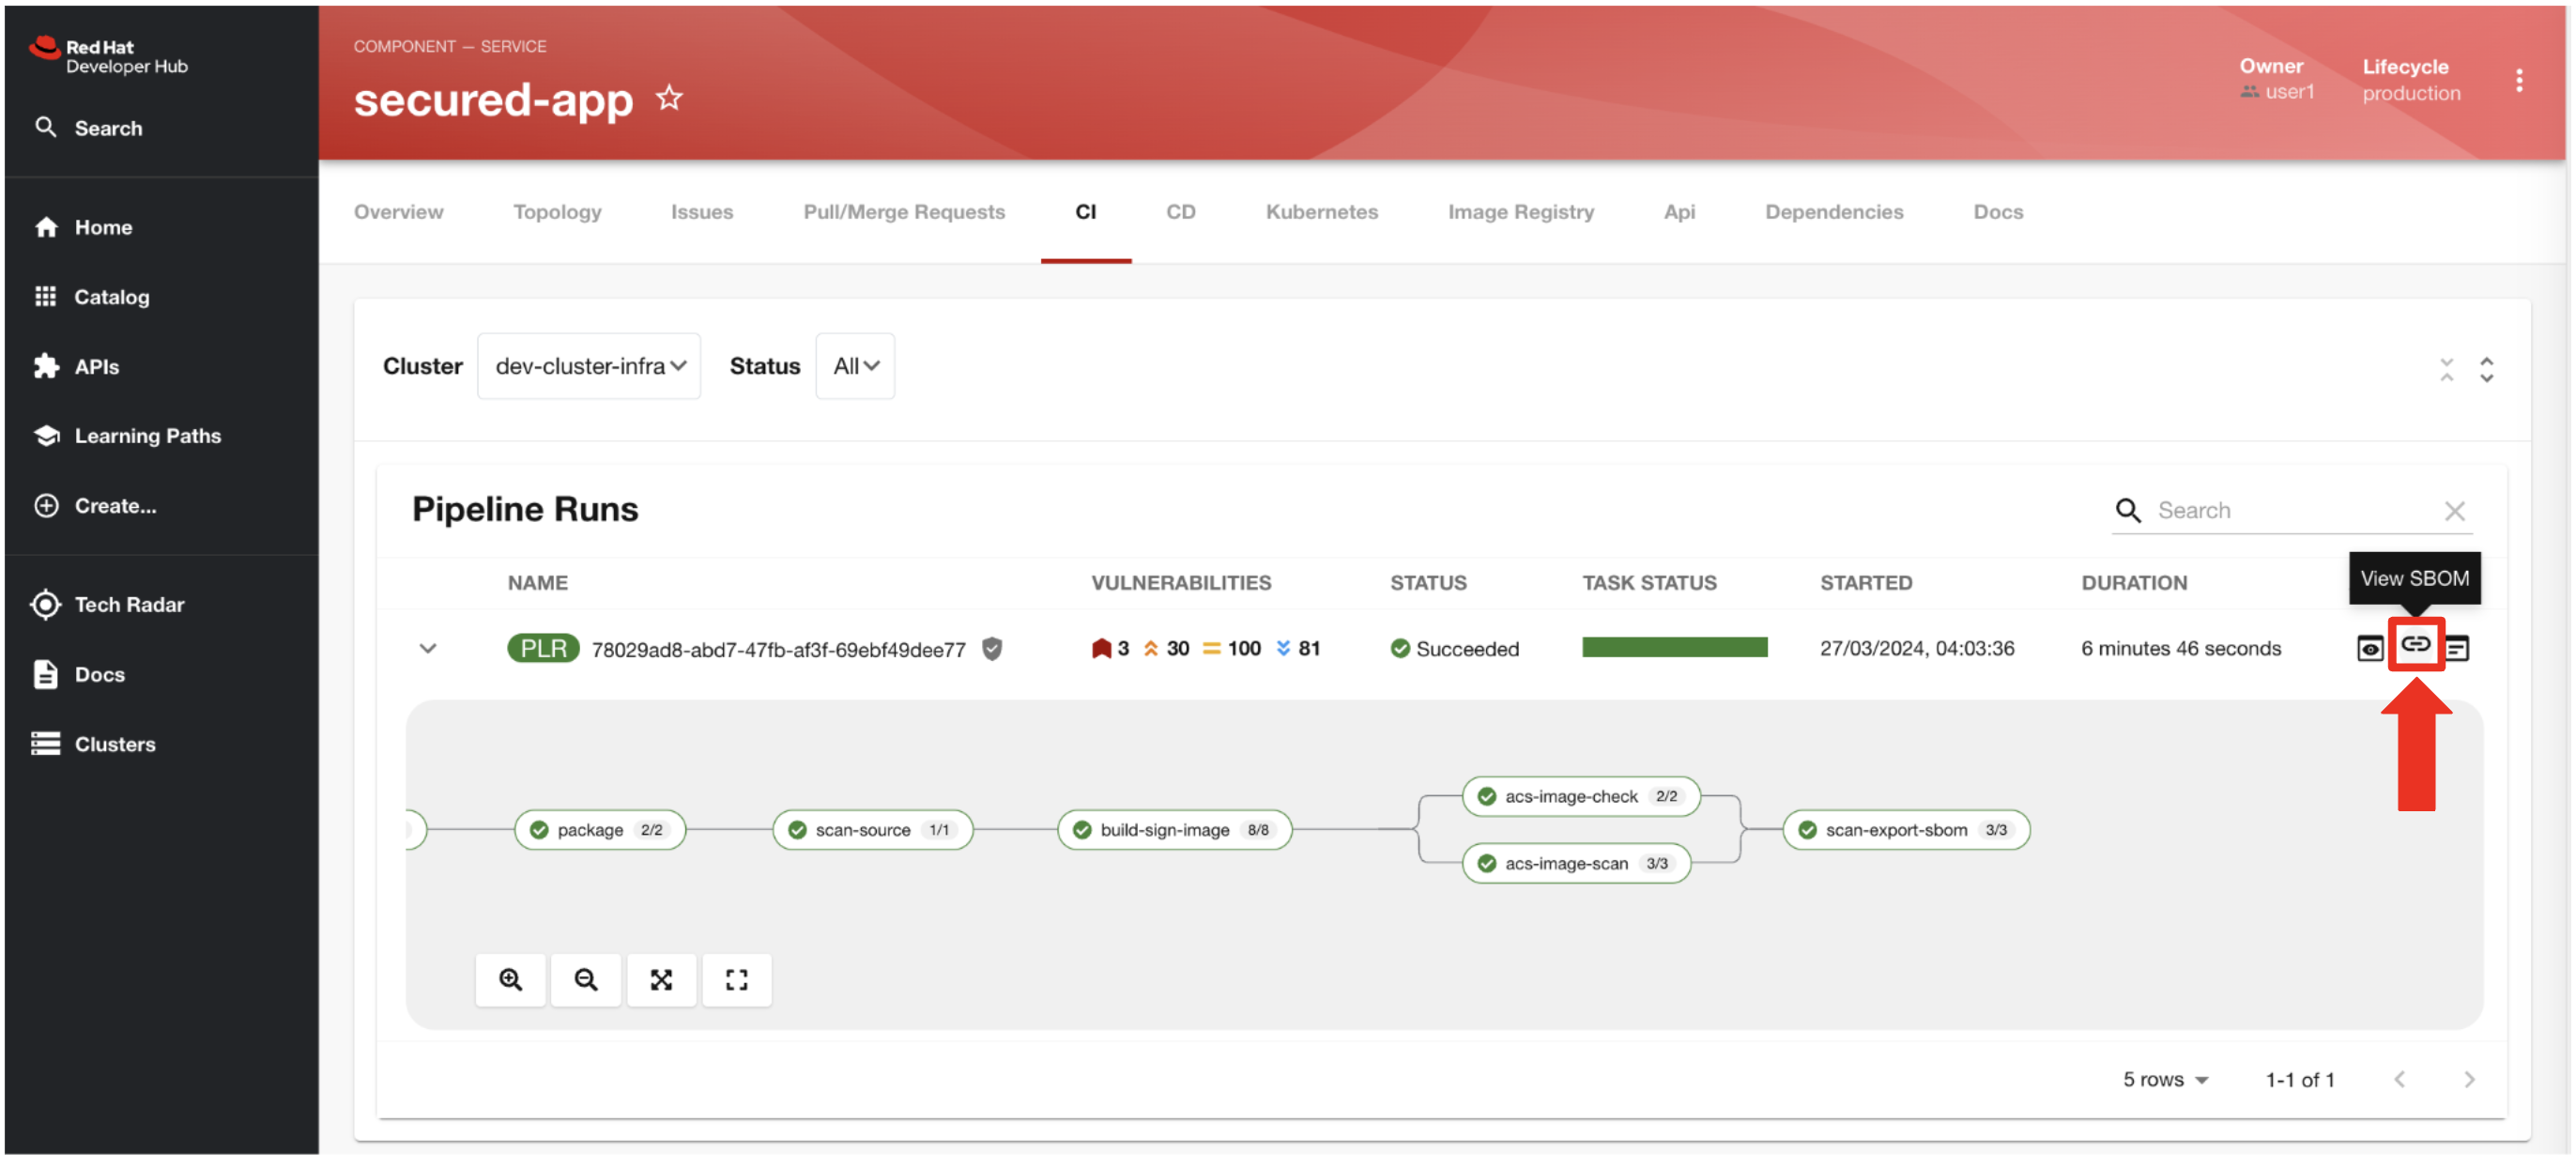 Red Hat
Developer Hub
Search
Home
Catalog
APIs
Learning Paths
Create...
Tech Radar
Docs
Clusters
COMPONENT — SERVICE
secured-app
Owner
user1
Lifecycle
production
Overview Topology Issues Pull/Merge Requests CI CD Kubernetes Image Registry Api Dependencies Docs
Cluster dev-cluster-infra Status All
Pipeline Runs
Search
View SBOM
NAME VULNERABILITIES STATUS TASK STATUS STARTED DURATION
PLR 78029ad8-abd7-47fb-af3f-69ebf49dee77 3 30 100 81 Succeeded 27/03/2024, 04:03:36 6 minutes 46 seconds
package 2/2
scan-source 1/1
build-sign-image 8/8
acs-image-check 2/2
acs-image-scan 3/3
scan-export-sbom 3/3
5 rows 1-1 of 1